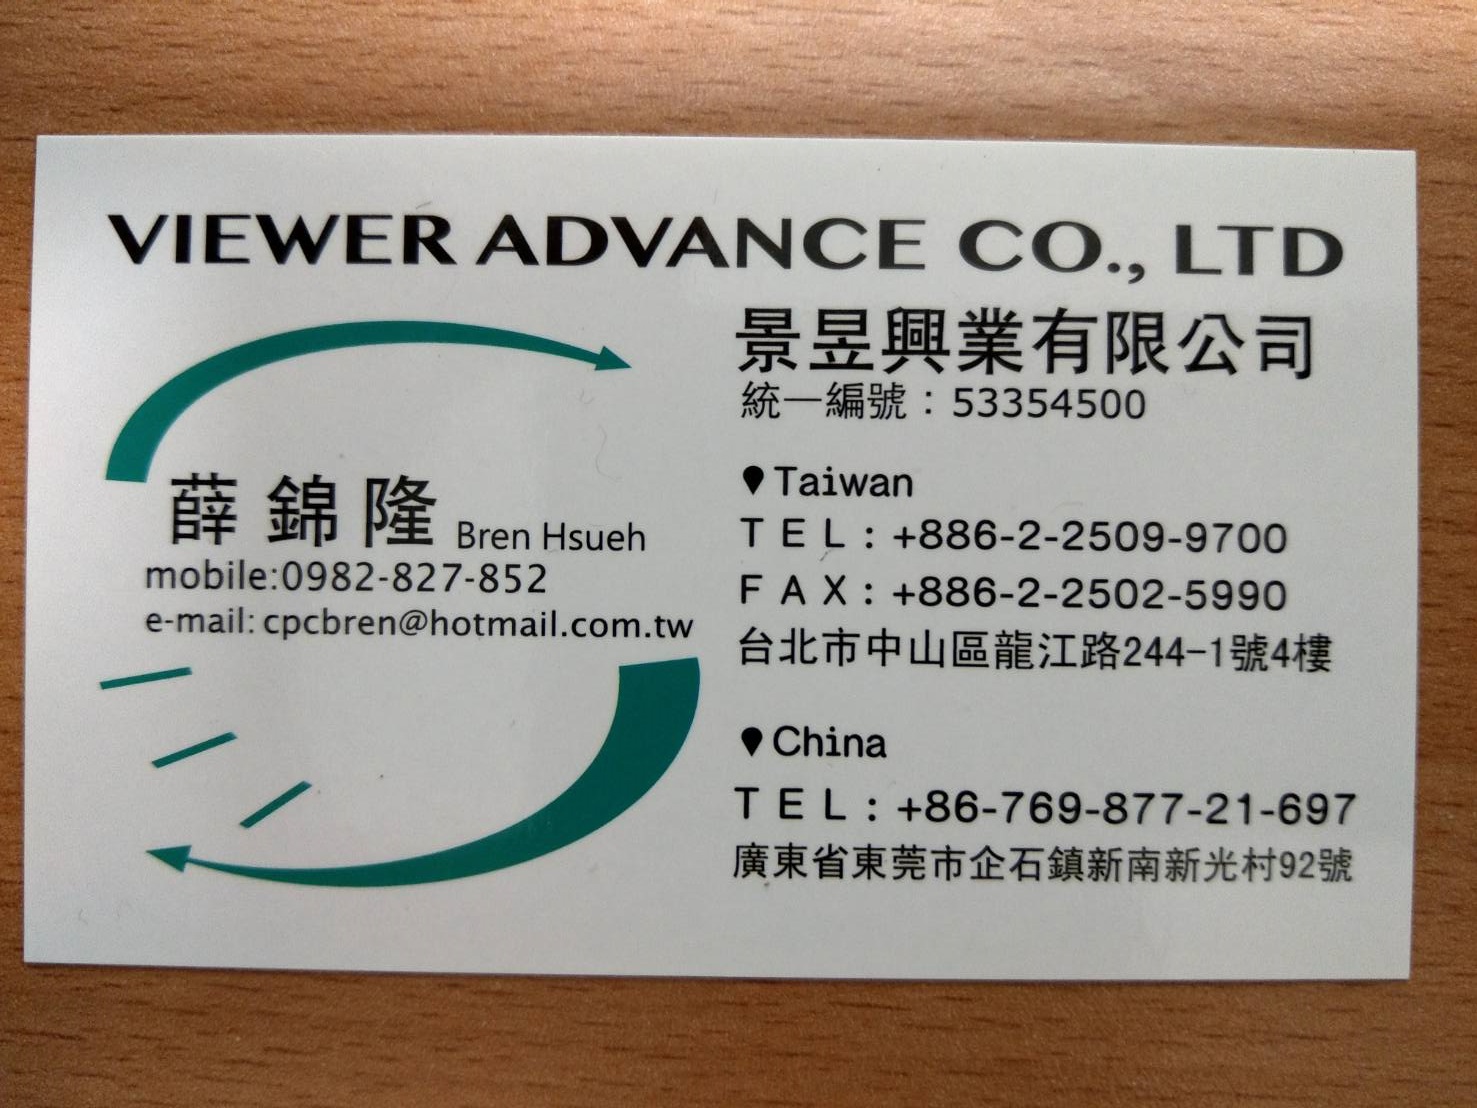 VIEWER ADVANCE CO., LTD
景昱興業有限公司
統一編號：53354500
薛錦隆 Bren Hsueh
mobile:0982-827-852
e-mail: cpcbren@hotmail.com.tw
Taiwan
TEL: +886-2-2509-9700
FAX: +886-2-2502-5990
台北市中山區龍江路244-1號4樓
China
TEL: +86-769-877-21-697
廣東省東莞市企石鎮新南新光村92號